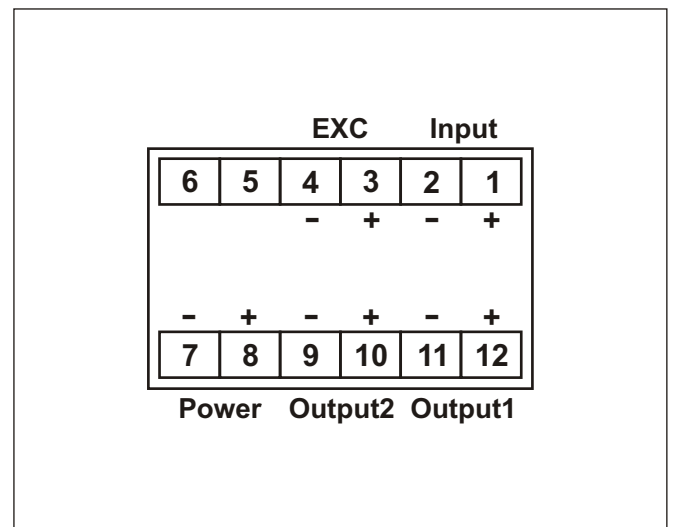 EXC Input
6 5 4 3 2 1
- + - +
- + - + - +
7 8 9 10 11 12
Power Output2 Output1